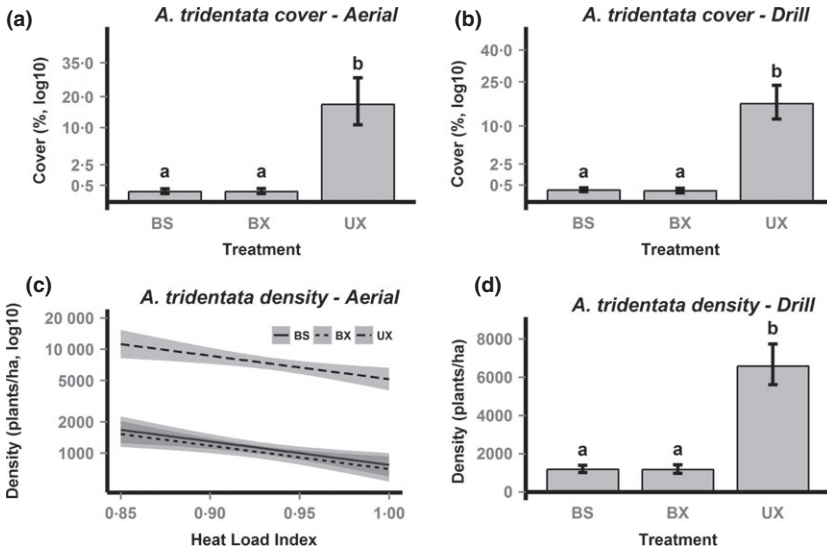 (a)
A. tridentata cover - Aerial
Cover (%, log10)
35·0
20·0
10·0
2·5
0·5
a
a
b
BS BX UX
Treatment
(b)
A. tridentata cover - Drill
Cover (%, log10)
40·0
25·0
10·0
2·5
0·5
a
a
b
BS BX UX
Treatment
(c)
A. tridentata density - Aerial
Density (plants/ha, log10)
20 000
10 000
5000
2000
1000
BS BX UX
0·85 0·90 0·95 1·00
Heat Load Index
(d)
A. tridentata density - Drill
Density (plants/ha)
8000
6000
4000
2000
0
a
a
b
BS BX UX
Treatment